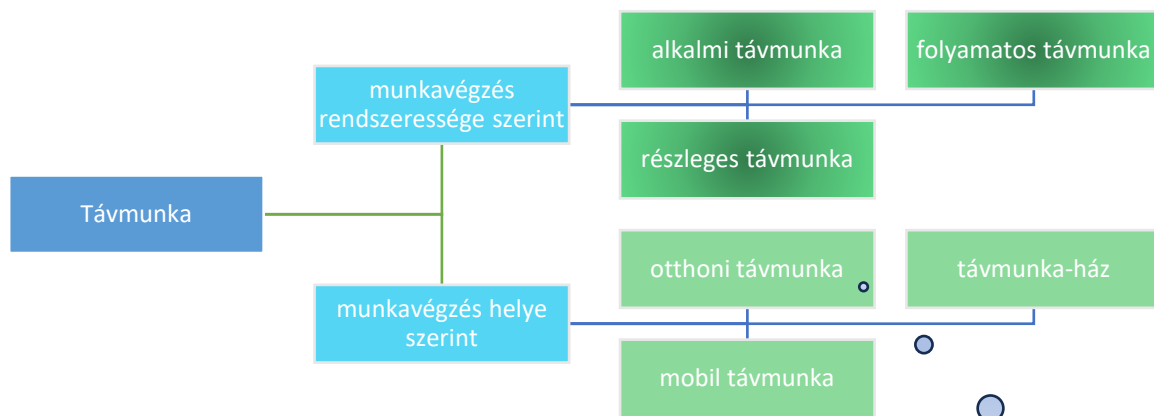 Távmunka
munkavégzés
rendszeressége szerint
alkalmi távmunka
folyamatos távmunka
részleges távmunka
munkavégzés helye
szerint
otthoni távmunka
távmunka-ház
mobil távmunka